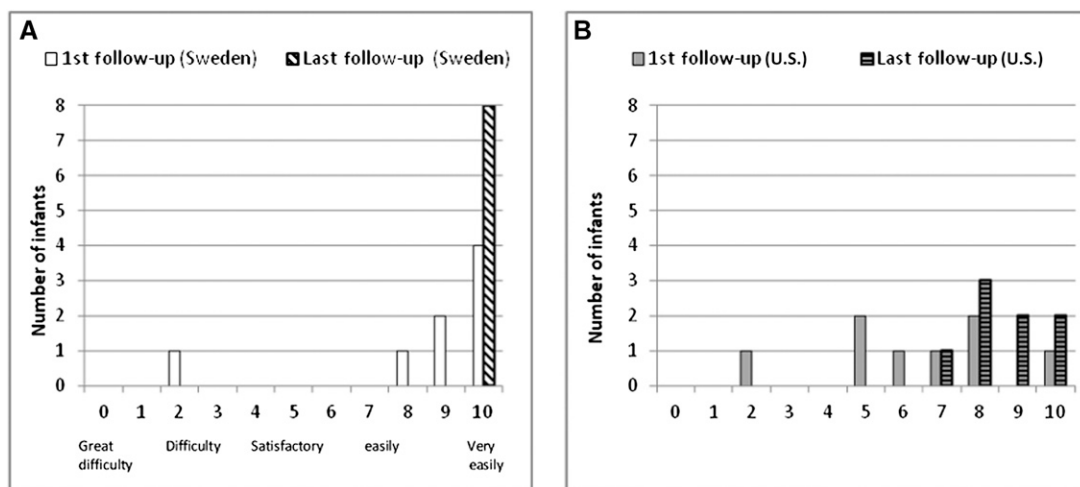 A
1st follow-up (Sweden) Last follow-up (Sweden)
Number of infants
8
7
6
5
4
3
2
1
0
0 1 2 3 4 5 6 7 8 9 10
Great difficulty Difficulty Satisfactory easily Very easily
B
1st follow-up (U.S.) Last follow-up (U.S.)
Number of infants
8
7
6
5
4
3
2
1
0
0 1 2 3 4 5 6 7 8 9 10